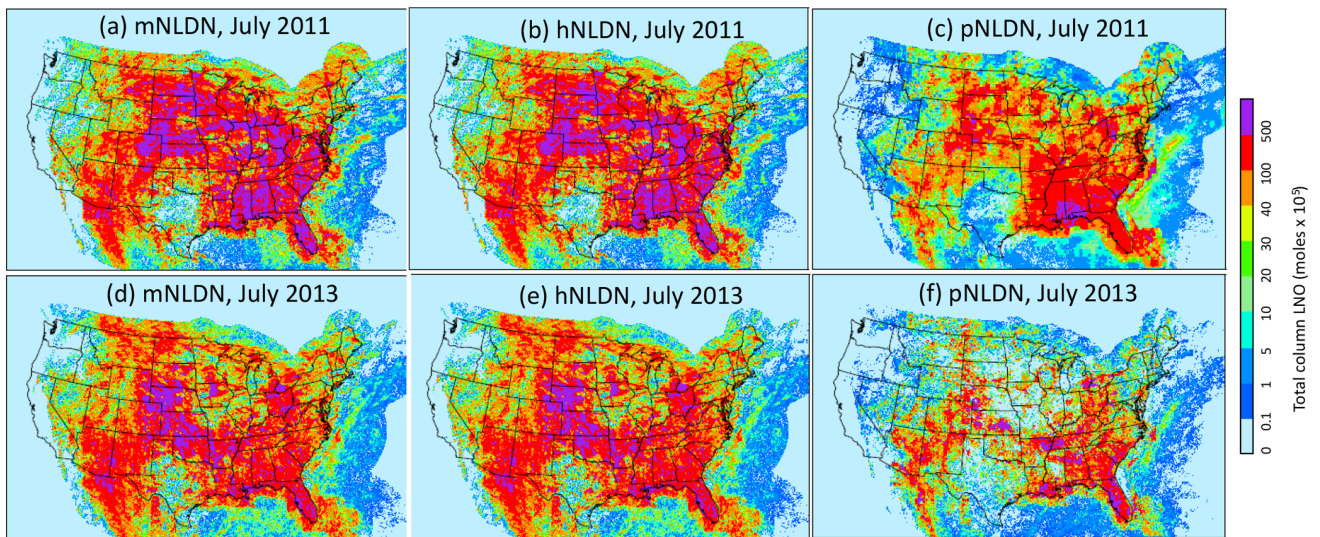 (a) mNLDN, July 2011
(b) hNLDN, July 2011
(c) pNLDN, July 2011
(d) mNLDN, July 2013
(e) hNLDN, July 2013
(f) pNLDN, July 2013
500
100
40
30
20
10
5
1
0.1
0
Total column LNO (moles x 10⁵)